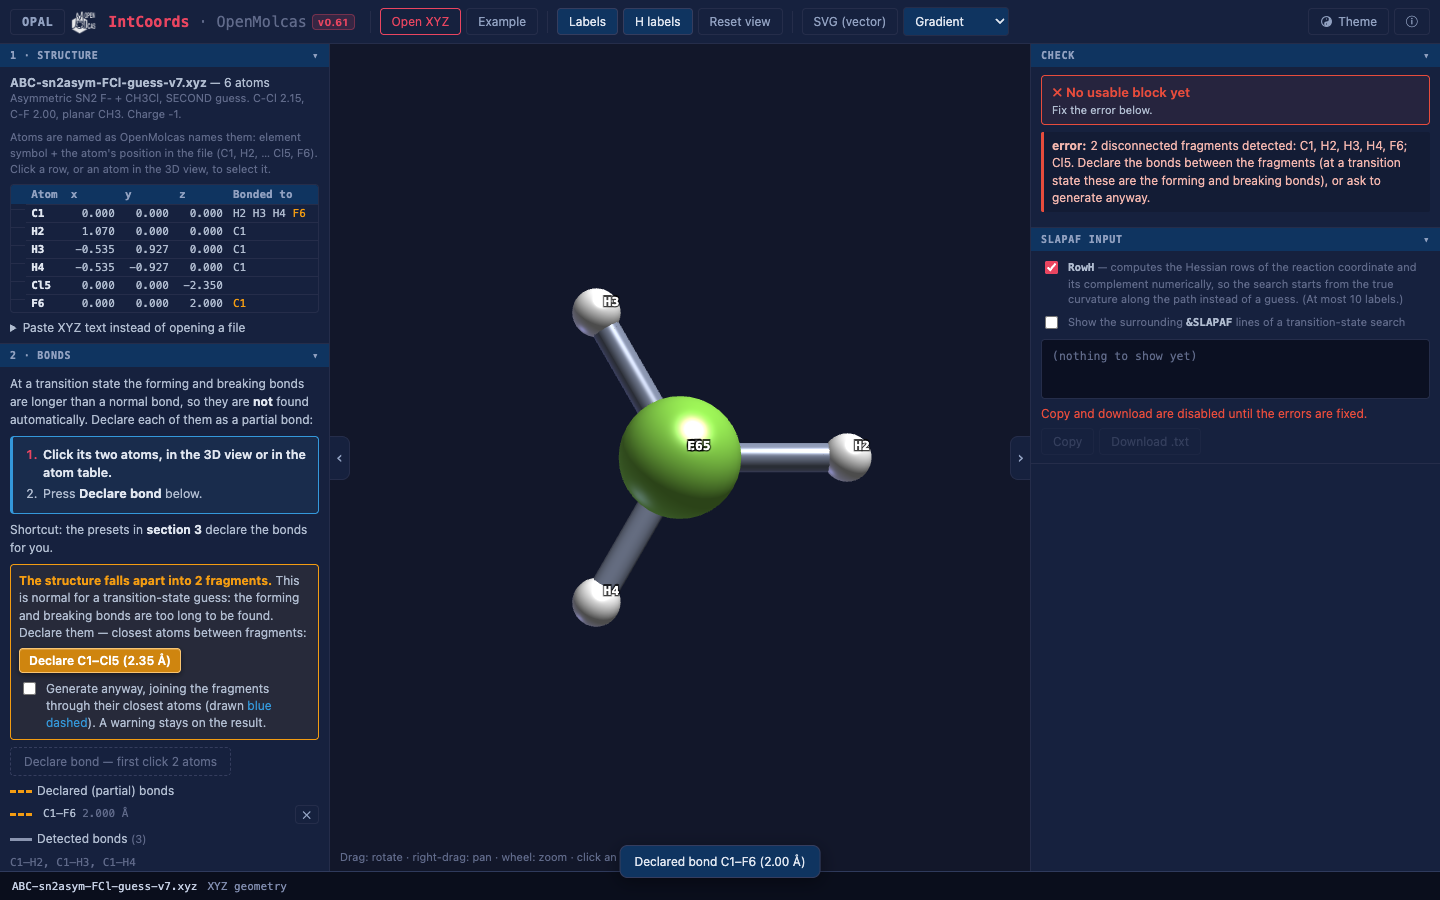 OPAL OPEN MOLCAS IntCoords · OpenMolcas v0.61 Open XYZ Example Labels H labels Reset view SVG (vector) Gradient Theme ⓘ
1 · STRUCTURE ▾
ABC-sn2asym-FCl-guess-v7.xyz — 6 atoms
Asymmetric SN2 F- + CH3Cl, SECOND guess. C-Cl 2.15,
C-F 2.00, planar CH3. Charge -1.
Atoms are named as OpenMolcas names them: element
symbol + the atom's position in the file (C1, H2, … Cl5, F6).
Click a row, or an atom in the 3D view, to select it.
Atom x y z Bonded to
C1 0.000 0.000 0.000 H2 H3 H4 F6
H2 1.070 0.000 0.000 C1
H3 −0.535 0.927 0.000 C1
H4 −0.535 −0.927 0.000 C1
Cl5 0.000 0.000 −2.350
F6 0.000 0.000 2.000 C1
▶ Paste XYZ text instead of opening a file
2 · BONDS ▾
At a transition state the forming and breaking bonds
are longer than a normal bond, so they are not found
automatically. Declare each of them as a partial bond:
1. Click its two atoms, in the 3D view or in the
atom table.
2. Press Declare bond below.
Shortcut: the presets in section 3 declare the bonds
for you.
The structure falls apart into 2 fragments. This
is normal for a transition-state guess: the forming
and breaking bonds are too long to be found.
Declare them — closest atoms between fragments:
Declare C1–Cl5 (2.35 Å)
Generate anyway, joining the fragments
through their closest atoms (drawn blue
dashed). A warning stays on the result.
Declare bond — first click 2 atoms
Declared (partial) bonds
C1–F6 2.000 Å ✕
Detected bonds (3)
C1–H2, C1–H3, C1–H4
H3
H2
H4
‹
›
Drag: rotate · right-drag: pan · wheel: zoom · click an
Declared bond C1–F6 (2.00 Å)
CHECK ▾
✕ No usable block yet
Fix the error below.
error: 2 disconnected fragments detected: C1, H2, H3, H4, F6;
Cl5. Declare the bonds between the fragments (at a transition
state these are the forming and breaking bonds), or ask to
generate anyway.
SLAPAF INPUT ▾
RowH — computes the Hessian rows of the reaction coordinate and
its complement numerically, so the search starts from the true
curvature along the path instead of a guess. (At most 10 labels.)
Show the surrounding &SLAPAF lines of a transition-state search
(nothing to show yet)
Copy and download are disabled until the errors are fixed.
Copy Download .txt
ABC-sn2asym-FCl-guess-v7.xyz XYZ geometry